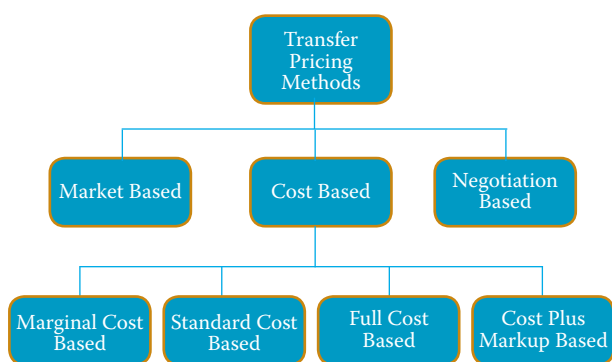 Transfer
Pricing
Methods
Market Based
Cost Based
Negotiation
Based
Marginal Cost
Based
Standard Cost
Based
Full Cost
Based
Cost Plus
Markup Based